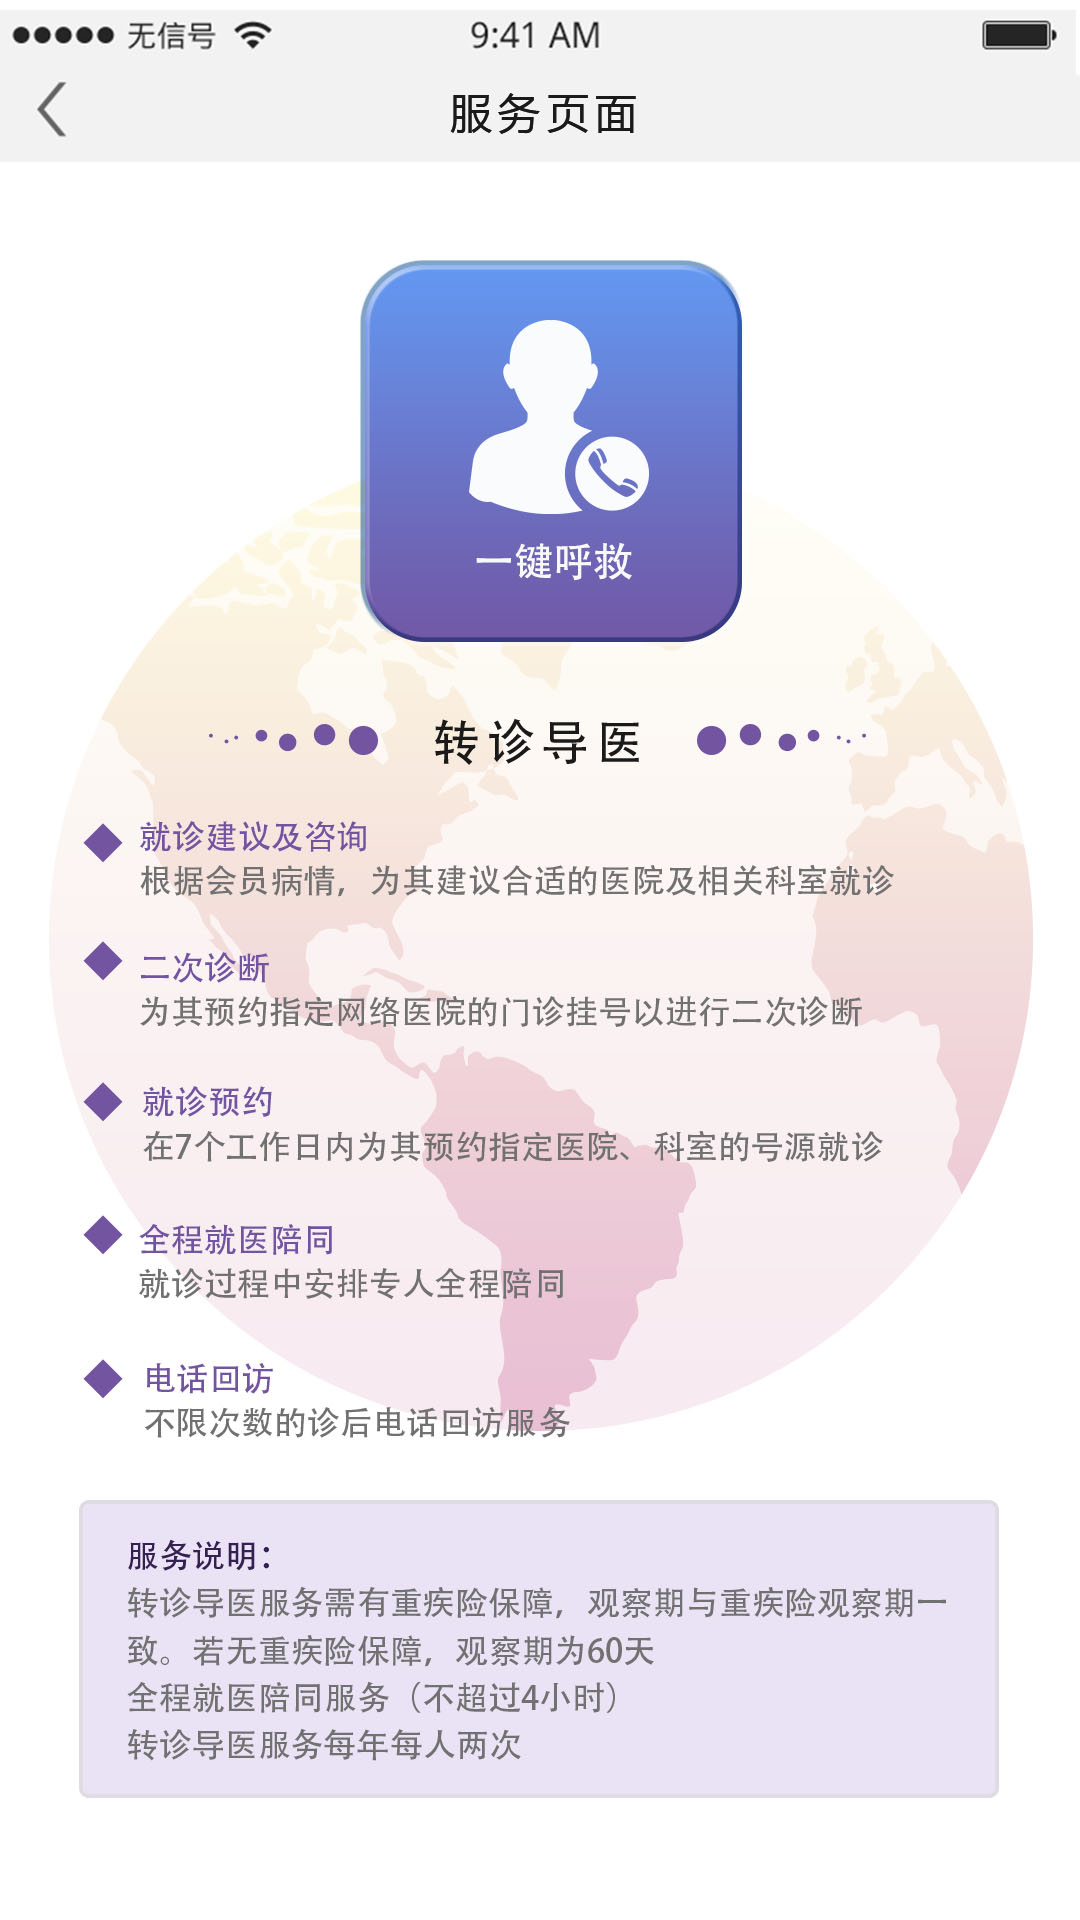 无信号 9:41 AM
服务页面
一键呼救
转诊导医
就诊建议及咨询
根据会员病情，为其建议合适的医院及相关科室就诊
二次诊断
为其预约指定网络医院的门诊挂号以进行二次诊断
就诊预约
在7个工作日内为其预约指定医院、科室的号源就诊
全程就医陪同
就诊过程中安排专人全程陪同
电话回访
不限次数的诊后电话回访服务
服务说明：
转诊导医服务需有重疾险保障，观察期与重疾险观察期一
致。若无重疾险保障，观察期为60天
全程就医陪同服务（不超过4小时）
转诊导医服务每年每人两次